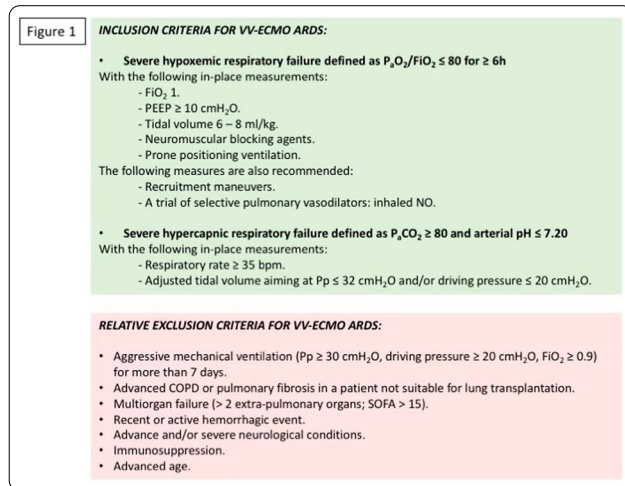 Figure 1
INCLUSION CRITERIA FOR VV-ECMO ARDS:
• Severe hypoxemic respiratory failure defined as PaO2/FiO2 ≤ 80 for ≥ 6h
With the following in-place measurements:
- FiO2 1.
- PEEP ≥ 10 cmH2O.
- Tidal volume 6 – 8 ml/kg.
- Neuromuscular blocking agents.
- Prone positioning ventilation.
The following measures are also recommended:
- Recruitment maneuvers.
- A trial of selective pulmonary vasodilators: inhaled NO.
• Severe hypercapnic respiratory failure defined as PaCO2 ≥ 80 and arterial pH ≤ 7.20
With the following in-place measurements:
- Respiratory rate ≥ 35 bpm.
- Adjusted tidal volume aiming at Pp ≤ 32 cmH2O and/or driving pressure ≤ 20 cmH2O.
RELATIVE EXCLUSION CRITERIA FOR VV-ECMO ARDS:
• Aggressive mechanical ventilation (Pp ≥ 30 cmH2O, driving pressure ≥ 20 cmH2O, FiO2 ≥ 0.9)
for more than 7 days.
• Advanced COPD or pulmonary fibrosis in a patient not suitable for lung transplantation.
• Multiorgan failure (> 2 extra-pulmonary organs; SOFA > 15).
• Recent or active hemorrhagic event.
• Advance and/or severe neurological conditions.
• Immunosuppression.
• Advanced age.